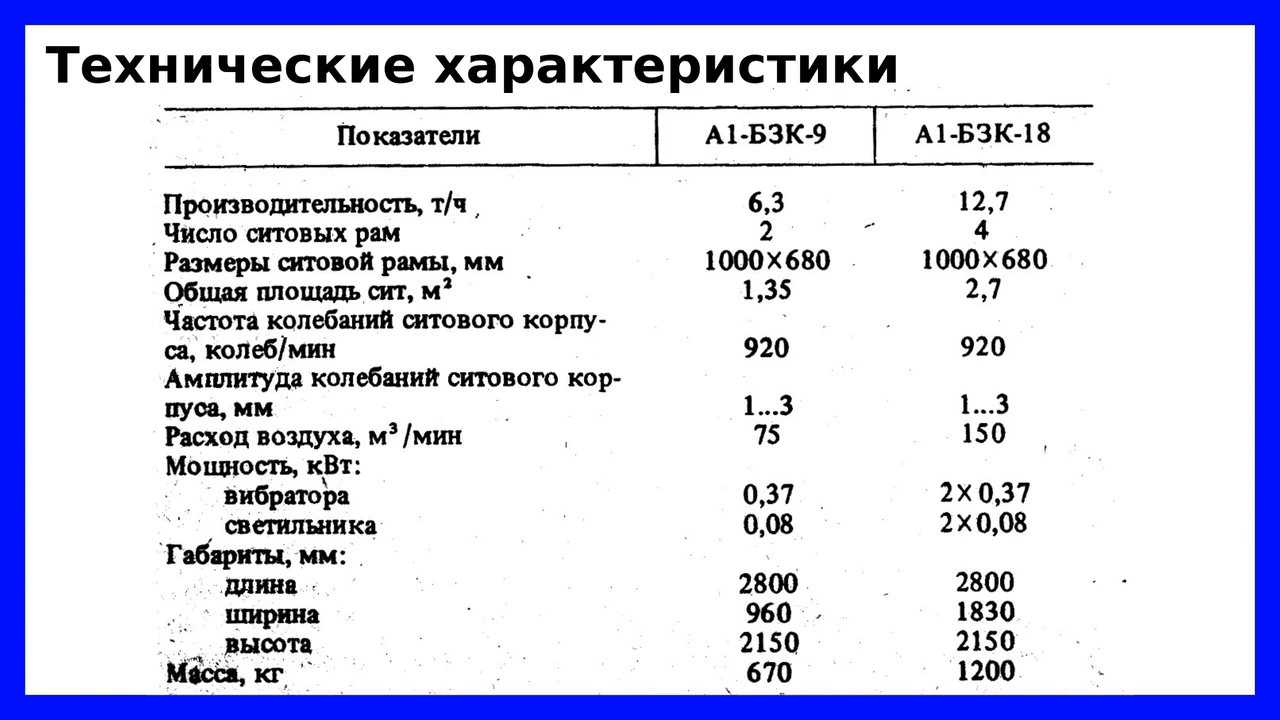 Технические характеристики
Показатели А1-БЗК-9 А1-БЗК-18
Производительность, т/ч 6,3 12,7
Число ситовых рам 2 4
Размеры ситовой рамы, мм 1000×680 1000×680
Общая площадь сит, м² 1,35 2,7
Частота колебаний ситового корпу-
са, колеб/мин 920 920
Амплитуда колебаний ситового кор-
пуса, мм 1...3 1...3
Расход воздуха, м³/мин 75 150
Мощность, кВт:
вибратора 0,37 2×0,37
светильника 0,08 2×0,08
Габариты, мм:
длина 2800 2800
ширина 960 1830
высота 2150 2150
Масса, кг 670 1200